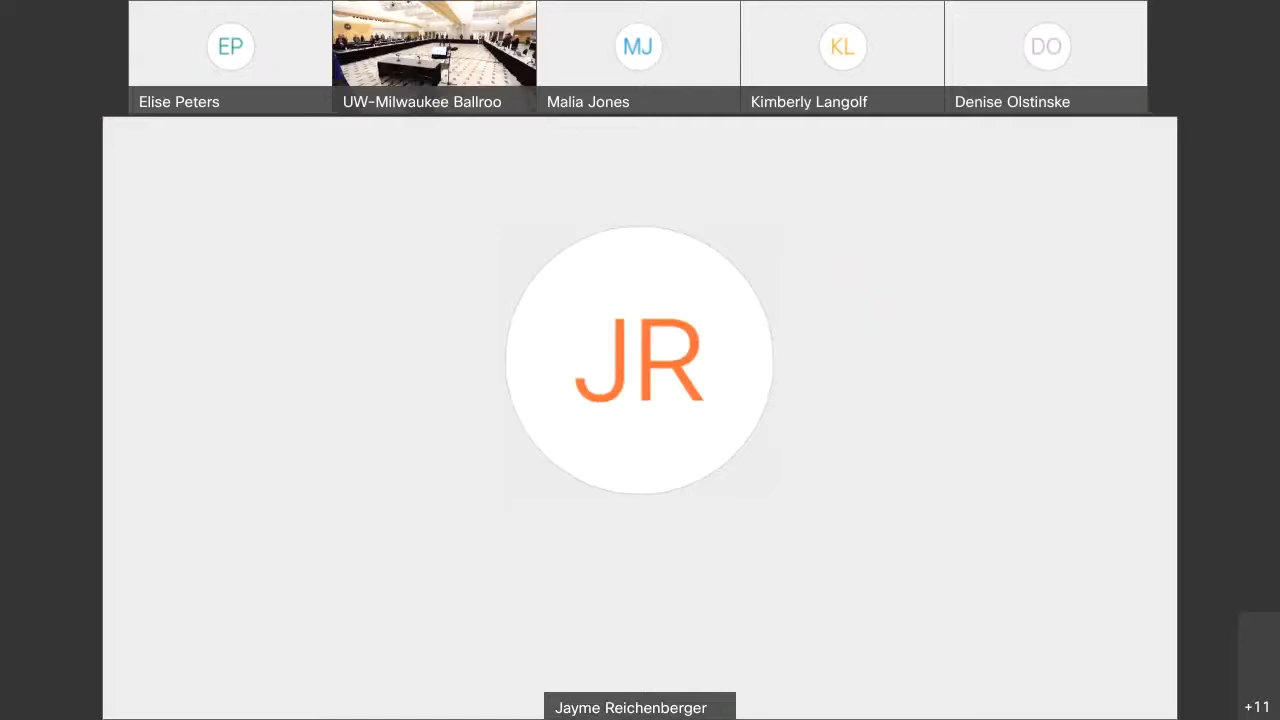 EP
MJ
KL
DO
Elise Peters
UW-Milwaukee Ballroo
Malia Jones
Kimberly Langolf
Denise Olstinske
JR
Jayme Reichenberger
+11